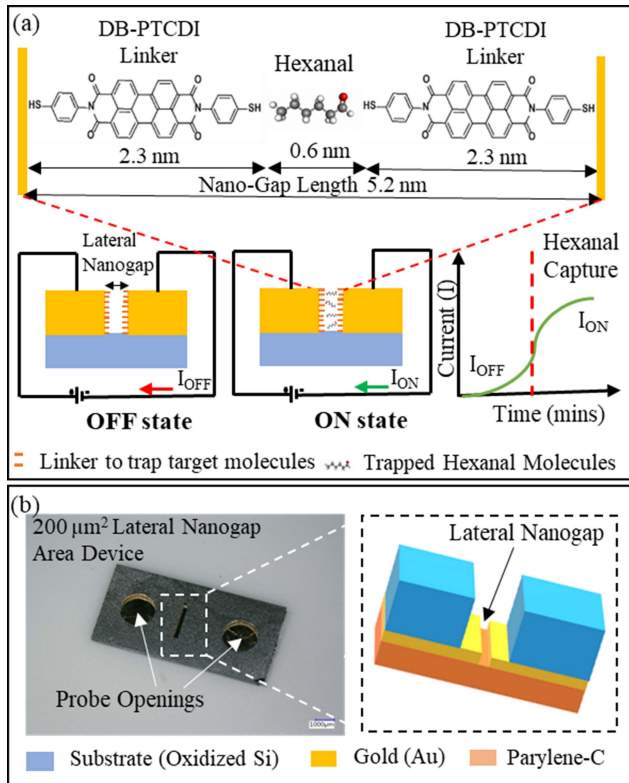 (a)
DB-PTCDI
Linker
Hexanal
DB-PTCDI
Linker
O
O
O
O
HS
N
N
SH
O
O
O
O
HS
N
N
SH
2.3 nm
0.6 nm
2.3 nm
Nano-Gap Length 5.2 nm
Lateral
Nanogap
IOFF
OFF state
ION
ON state
Current (I)
Hexanal
Capture
IOFF
ION
Time (mins)
Linker to trap target molecules
Trapped Hexanal Molecules
(b)
200 µm² Lateral Nanogap
Area Device
Probe Openings
1000µm
Lateral Nanogap
Substrate (Oxidized Si)
Gold (Au)
Parylene-C